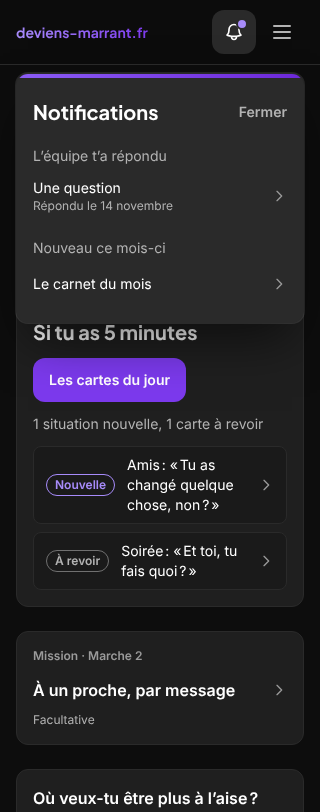 deviens-marrant.fr
Notifications
Fermer
L'équipe t'a répondu
Une question
Répondu le 14 novembre
Nouveau ce mois-ci
Le carnet du mois
Si tu as 5 minutes
Les cartes du jour
1 situation nouvelle, 1 carte à revoir
Nouvelle
Amis : « Tu as
changé quelque
chose, non ? »
À revoir
Soirée : « Et toi, tu
fais quoi ? »
Mission · Marche 2
À un proche, par message
Facultative
Où veux-tu être plus à l'aise ?